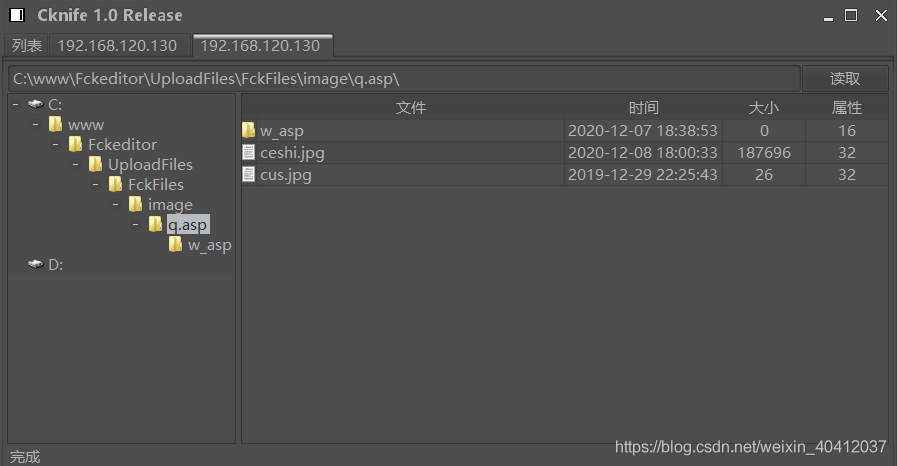 Cknife 1.0 Release
列表 192.168.120.130 192.168.120.130
C:\www\Fckeditor\UploadFiles\FckFiles\image\q.asp\ 读取
C:
www
Fckeditor
UploadFiles
FckFiles
image
q.asp
w_asp
D:
文件 时间 大小 属性
w_asp 2020-12-07 18:38:53 0 16
ceshi.jpg 2020-12-08 18:00:33 187696 32
cus.jpg 2019-12-29 22:25:43 26 32
完成
https://blog.csdn.net/weixin_40412037